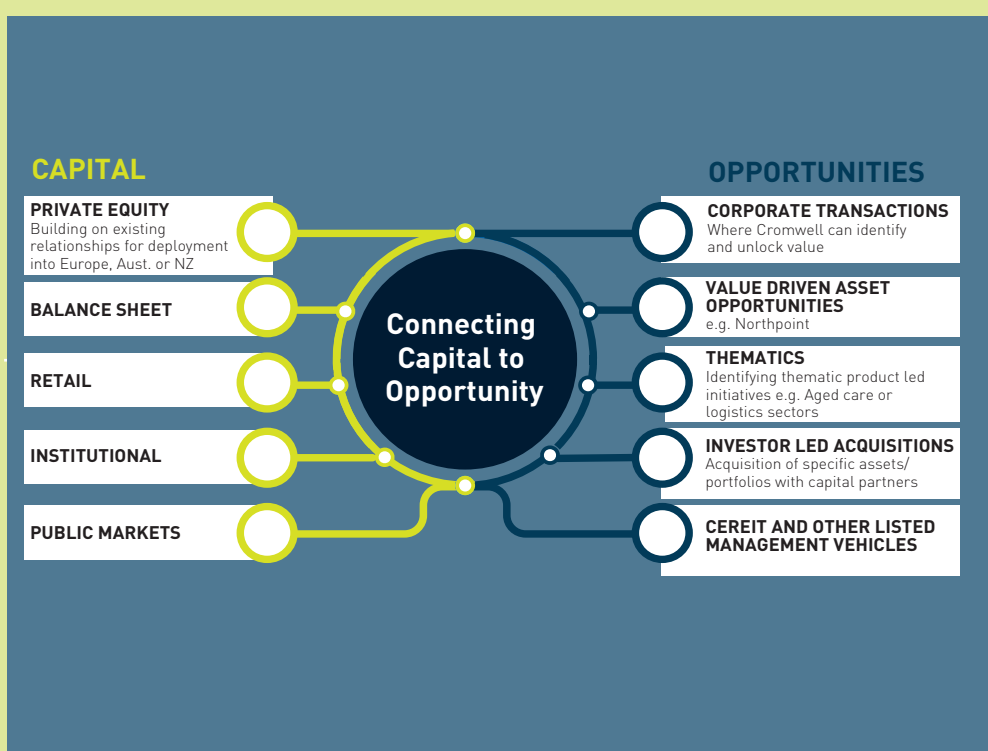 CAPITAL
PRIVATE EQUITY
Building on existing
relationships for deployment
into Europe, Aust. or NZ
BALANCE SHEET
RETAIL
INSTITUTIONAL
PUBLIC MARKETS
Connecting
Capital to
Opportunity
OPPORTUNITIES
CORPORATE TRANSACTIONS
Where Cromwell can identify
and unlock value
VALUE DRIVEN ASSET
OPPORTUNITIES
e.g. Northpoint
THEMATICS
Identifying thematic product led
initiatives e.g. Aged care or
logistics sectors
INVESTOR LED ACQUISITIONS
Acquisition of specific assets/
portfolios with capital partners
CEREIT AND OTHER LISTED
MANAGEMENT VEHICLES